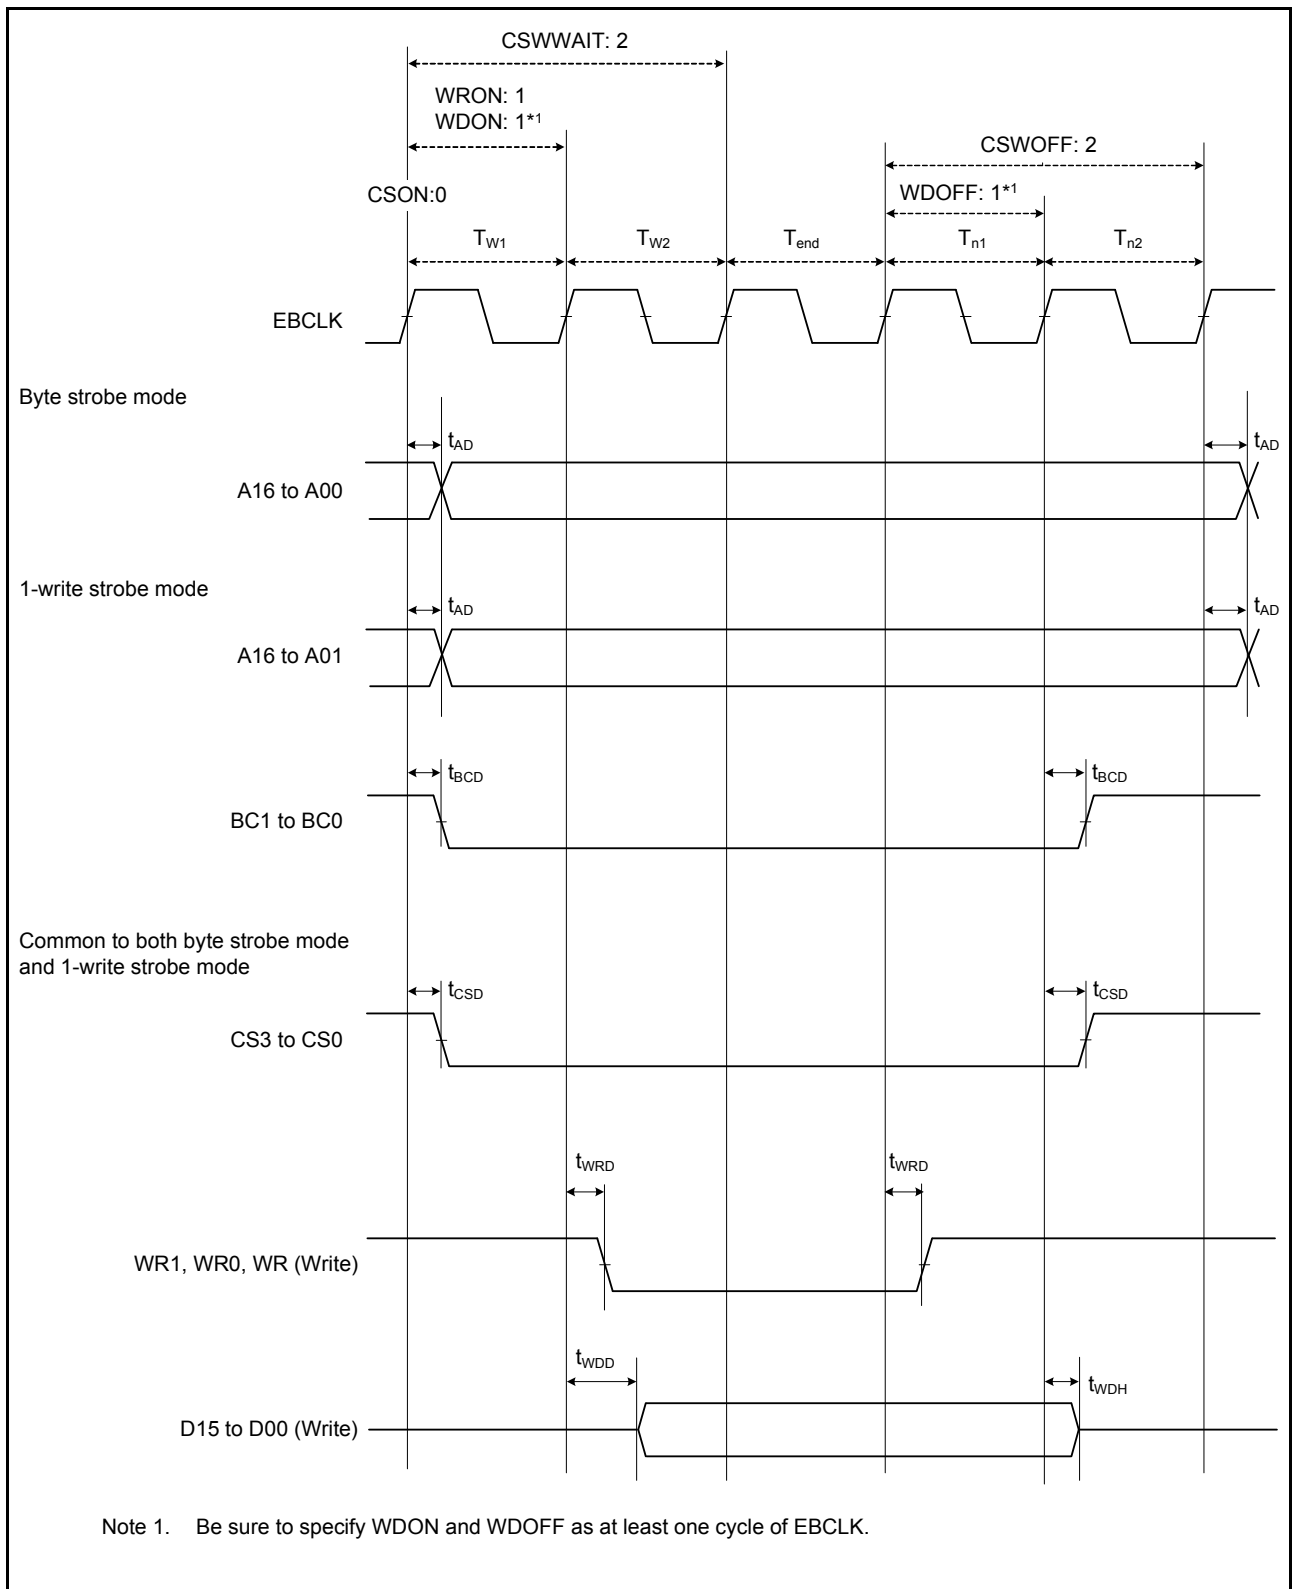 CSWWAIT: 2
WRON: 1
WDON: 1*1
CSWOFF: 2
CSON:0
WDOFF: 1*1
TW1 TW2 Tend Tn1 Tn2
EBCLK
Byte strobe mode
tAD tAD
A16 to A00
1-write strobe mode
tAD tAD
A16 to A01
tBCD tBCD
BC1 to BC0
Common to both byte strobe mode
and 1-write strobe mode
tCSD tCSD
CS3 to CS0
tWRD tWRD
WR1, WR0, WR (Write)
tWDD tWDH
D15 to D00 (Write)
Note 1. Be sure to specify WDON and WDOFF as at least one cycle of EBCLK.